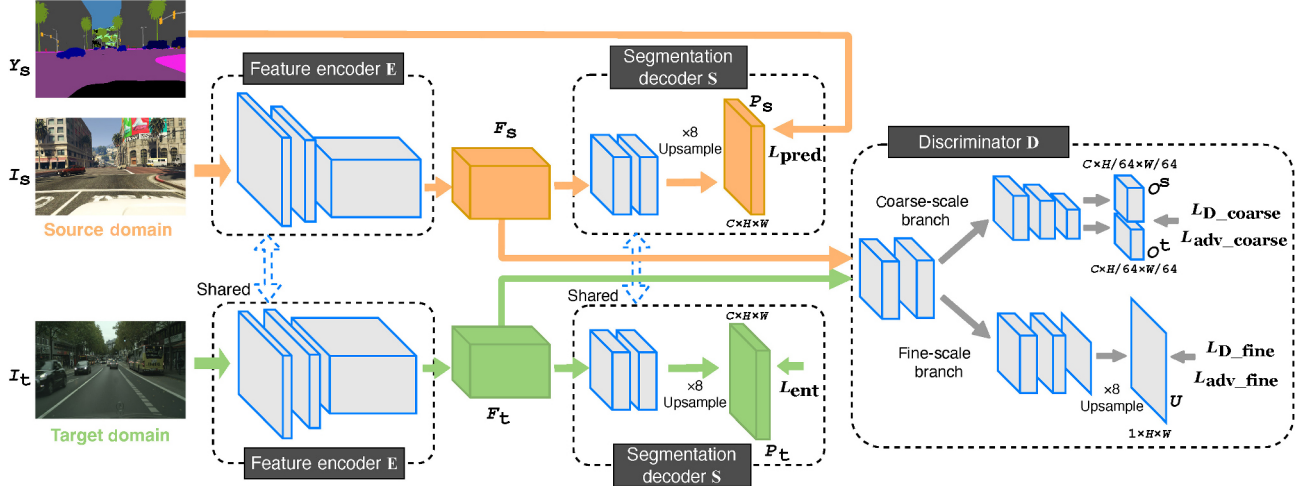 Y_s
I_s
Source domain
I_t
Target domain
Feature encoder E
Shared
Feature encoder E
F_s
F_t
Segmentation
decoder S
P_s
×8
Upsample
L_pred
C×H×W
Shared
C×H×W
×8
Upsample
L_ent
P_t
Segmentation
decoder S
Discriminator D
C×H/64×W/64
Coarse-scale
branch
O^s
L_D_coarse
L_adv_coarse
O^t
C×H/64×W/64
Fine-scale
branch
×8
Upsample
U
1×H×W
L_D_fine
L_adv_fine